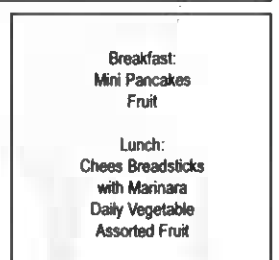 Breakfast:
Mini Pancakes
Fruit
Lunch:
Chees Breadsticks
with Marinara
Daily Vegetable
Assorted Fruit